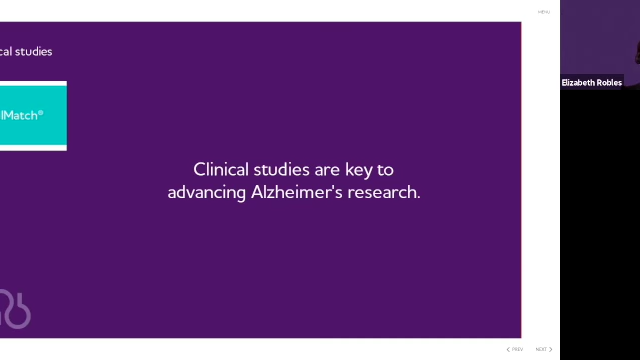 MENU
cal studies
lMatch®
Clinical studies are key to
advancing Alzheimer's research.
Elizabeth Robles
PREV
NEXT